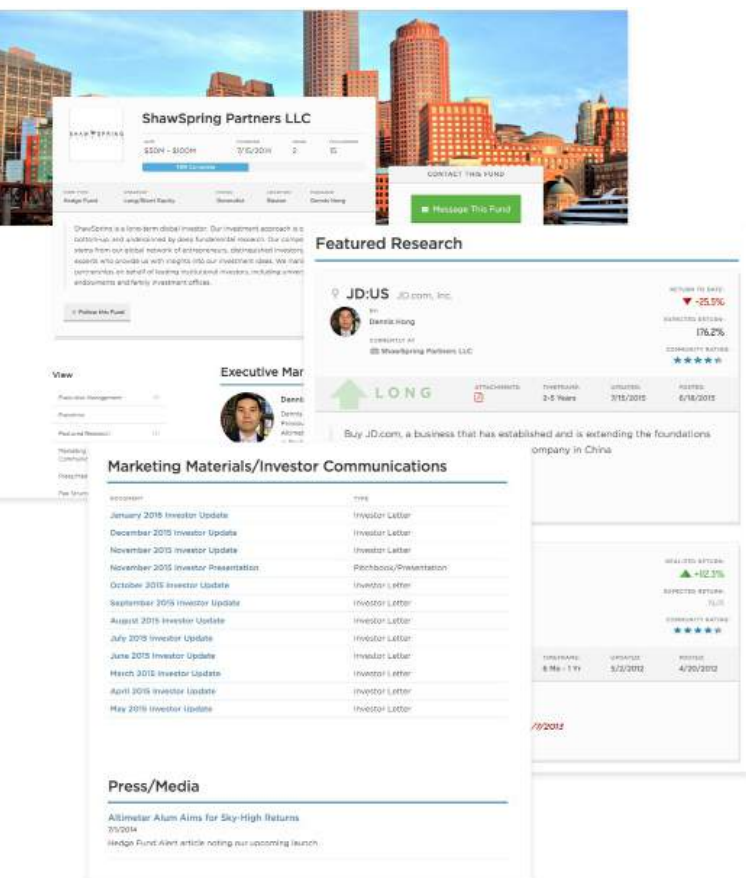 ShawSpring Partners LLC
SHAW SPRING
$50M - $100M
7/15/2014
2
15
CONTACT THIS FUND
Message This Fund
Hedge Fund
Long/Short Equity
Generalist
Boston
Dennis Hong
ShawSpring is a long-term global investor. Our investment approach is
bottom-up and underpinned by deep fundamental research. Our
stems from our global network of entrepreneurs, distinguished investors,
experts who provide us with insights into our investment ideas. We
partnerships on behalf of leading institutional investors, including
endowments and family investment offices.
+ Follow this Fund
Featured Research
JD:US JD.com, Inc.
BY:
Dennis Hong
CURRENTLY AT
ShawSpring Partners LLC
RETURN TO DATE:
-25.5%
EXPECTED RETURN:
176.2%
COMMUNITY RATING:
LONG
ATTACHMENTS:
TIMEFRAME:
UPDATED:
POSTED:
2-5 Years
7/15/2015
6/18/2015
Buy JD.com, a business that has established and is extending the foundations
ompany in China
View
Executive Management
Featured Research
Marketing
Executive Mar
Denni
Marketing Materials/Investor Communications
DOCUMENT
TYPE
January 2016 Investor Update
Investor Letter
December 2015 Investor Update
Investor Letter
November 2015 Investor Update
Investor Letter
November 2015 Investor Presentation
Pitchbook/Presentation
October 2015 Investor Update
Investor Letter
September 2015 Investor Update
Investor Letter
August 2015 Investor Update
Investor Letter
July 2015 Investor Update
Investor Letter
June 2015 Investor Update
Investor Letter
March 2015 Investor Update
Investor Letter
April 2015 Investor Update
Investor Letter
May 2015 Investor Update
Investor Letter
REALIZED RETURN:
+112.3%
EXPECTED RETURN:
N/A
COMMUNITY RATING
TIMEFRAME:
UPDATED:
POSTED:
6 Mo - 1 Yr
5/2/2012
4/20/2012
/7/2013
Press/Media
Altimeter Alum Aims for Sky-High Returns
7/1/2014
Hedge Fund Alert article noting our upcoming launch